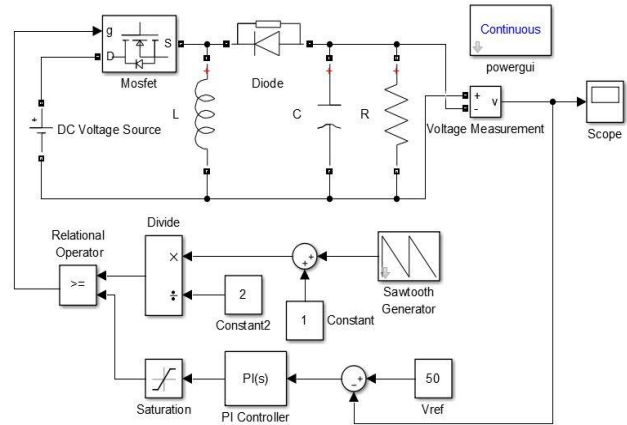 Continuous
powergui
g
S
D
Mosfet
Diode
+
DC Voltage Source
+
L
+
C
+
R
+
-
v
Voltage Measurement
Scope
Relational
Operator
>=
Divide
×
÷
2
Constant2
+
+
1
Constant
Sawtooth
Generator
Saturation
PI(s)
PI Controller
+
−
50
Vref